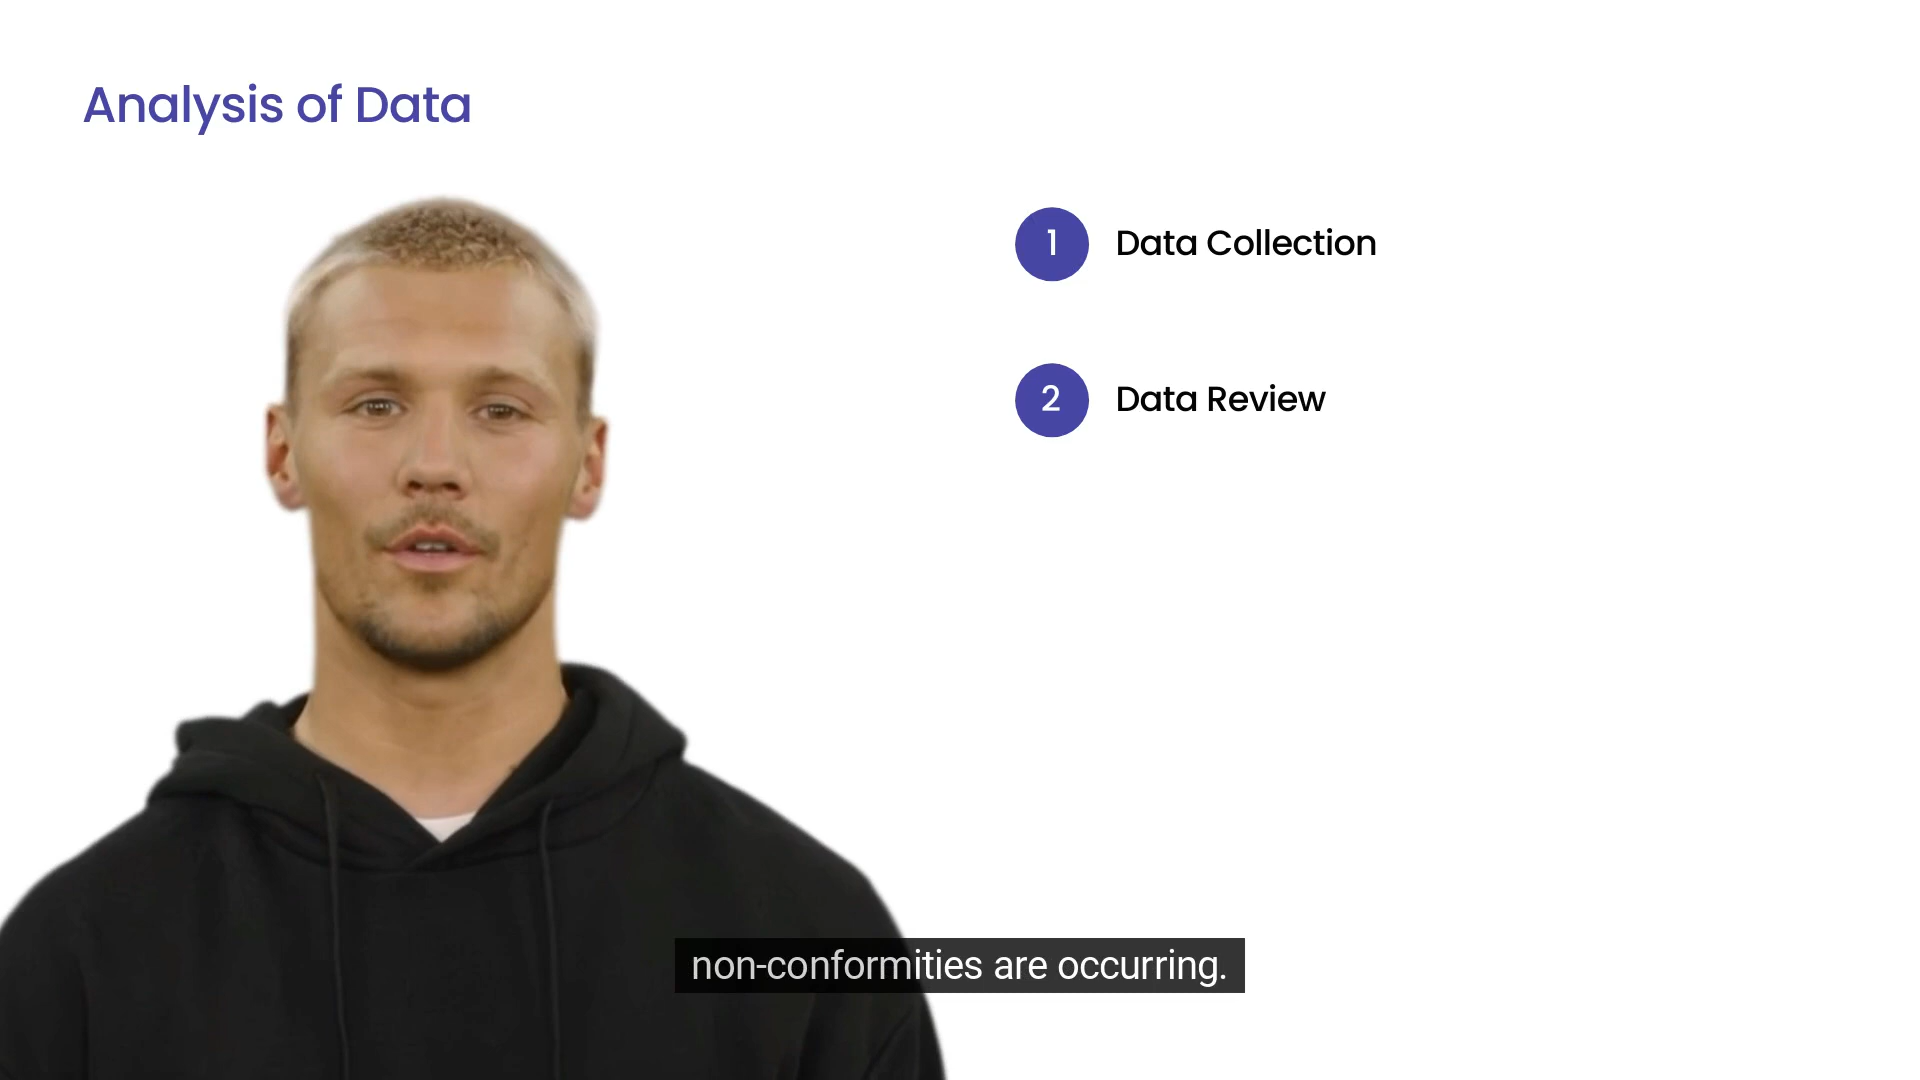 Analysis of Data
1 Data Collection
2 Data Review
non-conformities are occurring.